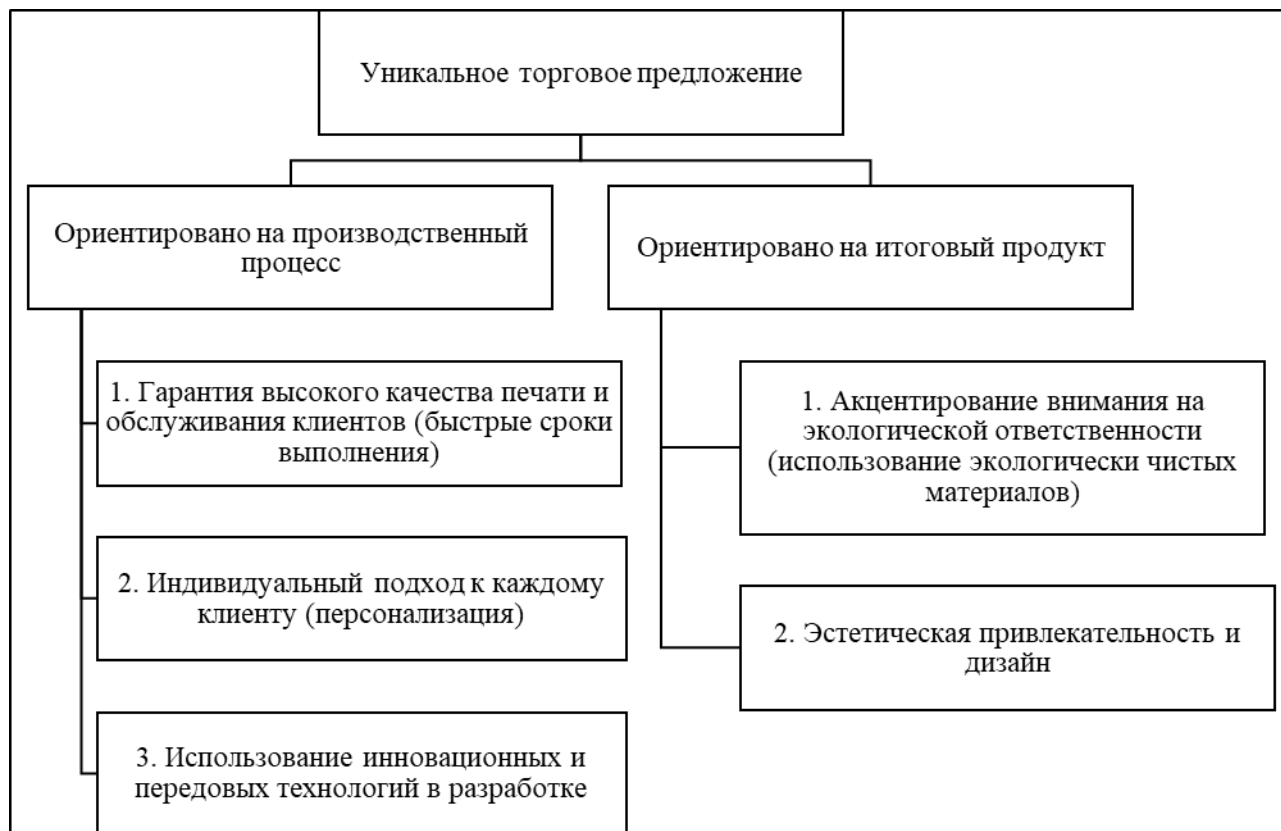 Уникальное торговое предложение
Ориентировано на производственный
процесс
1. Гарантия высокого качества печати и
обслуживания клиентов (быстрые сроки
выполнения)
2. Индивидуальный подход к каждому
клиенту (персонализация)
3. Использование инновационных и
передовых технологий в разработке
Ориентировано на итоговый продукт
1. Акцентирование внимания на
экологической ответственности
(использование экологически чистых
материалов)
2. Эстетическая привлекательность и
дизайн